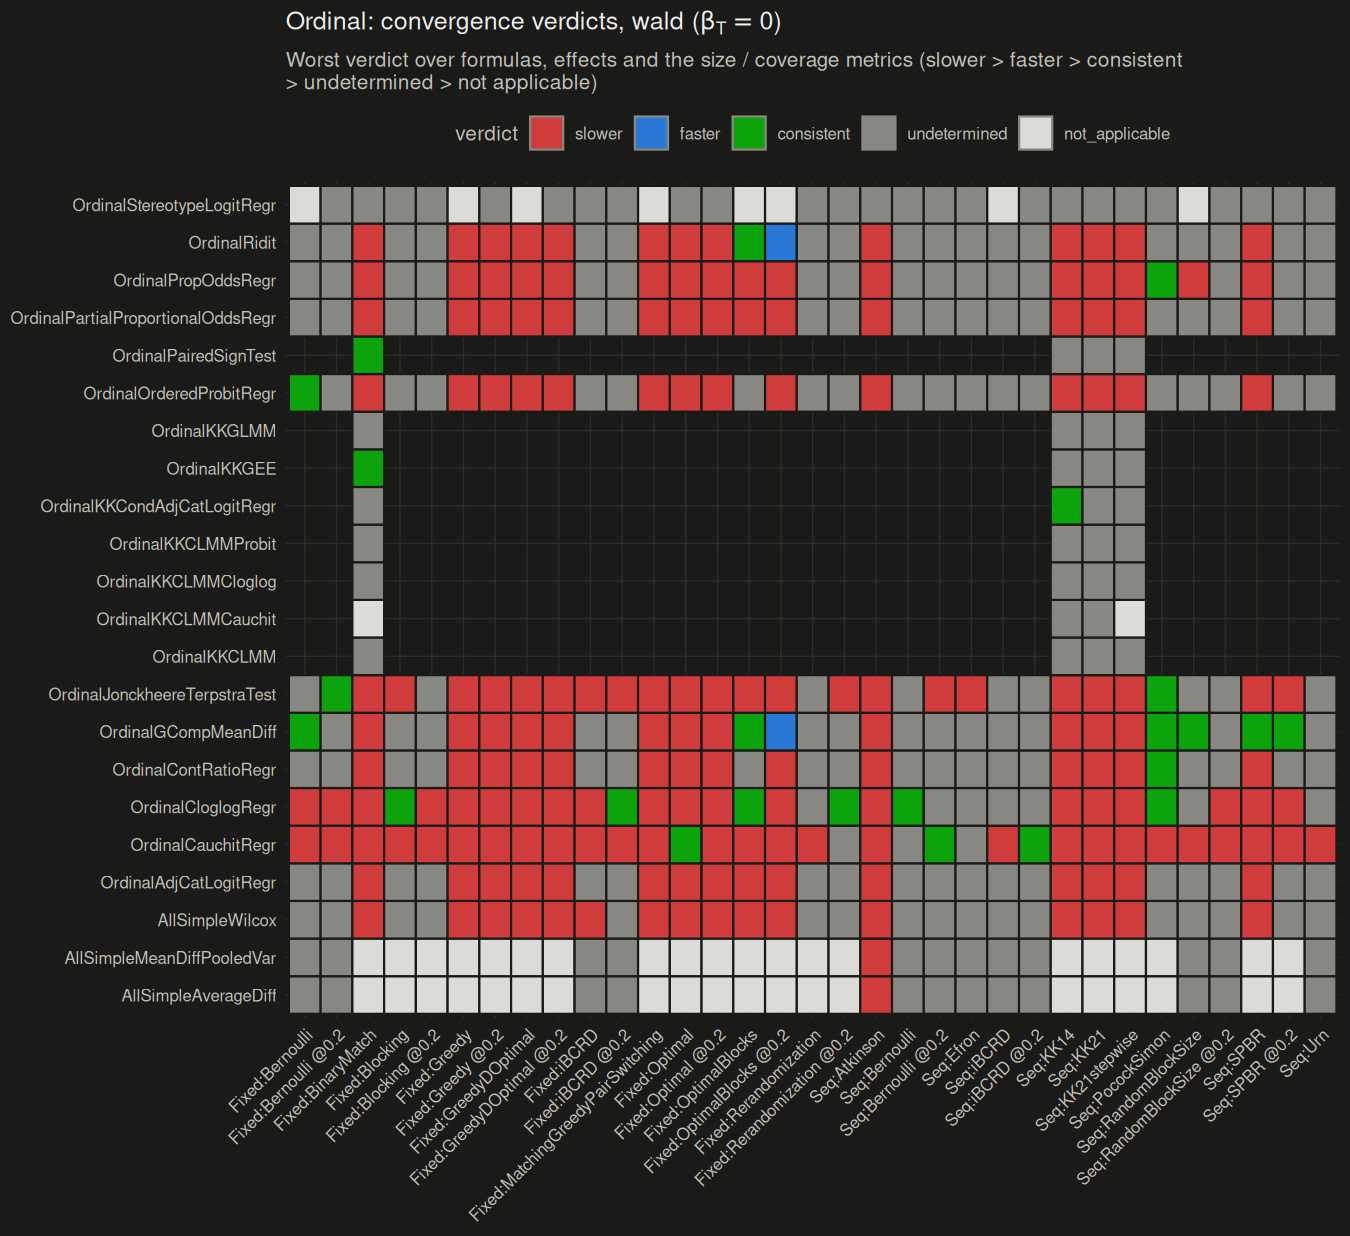 Ordinal: convergence verdicts, wald (βT = 0)
Worst verdict over formulas, effects and the size / coverage metrics (slower > faster > consistent
> undetermined > not applicable)
verdict slower faster consistent undetermined not_applicable
OrdinalStereotypeLogitRegr
OrdinalRidit
OrdinalPropOddsRegr
OrdinalPartialProportionalOddsRegr
OrdinalPairedSignTest
OrdinalOrderedProbitRegr
OrdinalKKGLMM
OrdinalKKGEE
OrdinalKKCondAdjCatLogitRegr
OrdinalKKCLMMProbit
OrdinalKKCLMMCloglog
OrdinalKKCLMMCauchit
OrdinalKKCLMM
OrdinalJonckheereTerpstraTest
OrdinalGCompMeanDiff
OrdinalContRatioRegr
OrdinalCloglogRegr
OrdinalCauchitRegr
OrdinalAdjCatLogitRegr
AllSimpleWilcox
AllSimpleMeanDiffPooledVar
AllSimpleAverageDiff
Fixed:Bernoulli
Fixed:Bernoulli @0.2
Fixed:BinaryMatch
Fixed:Blocking
Fixed:Blocking @0.2
Fixed:Greedy
Fixed:Greedy @0.2
Fixed:GreedyDOptimal
Fixed:GreedyDOptimal @0.2
Fixed:iBCRD
Fixed:iBCRD @0.2
Fixed:MatchingGreedyPairSwitching
Fixed:Optimal
Fixed:Optimal @0.2
Fixed:OptimalBlocks
Fixed:OptimalBlocks @0.2
Fixed:Rerandomization
Fixed:Rerandomization @0.2
Seq:Atkinson
Seq:Bernoulli
Seq:Bernoulli @0.2
Seq:Efron
Seq:iBCRD
Seq:iBCRD @0.2
Seq:KK14
Seq:KK21
Seq:KK21stepwise
Seq:PocockSimon
Seq:RandomBlockSize
Seq:RandomBlockSize @0.2
Seq:SPBR
Seq:SPBR @0.2
Seq:Urn